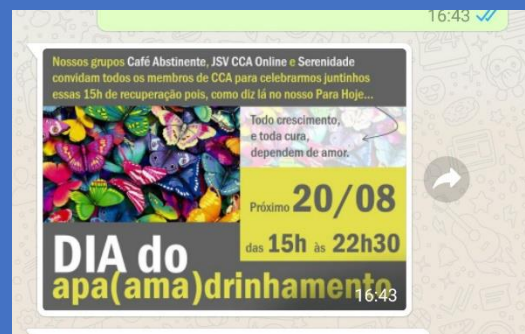 16:43
Nossos grupos Café Abstinente, JSV CCA Online e Serenidade
convidam todos os membros de CCA para celebrarmos juntinhos
essas 15h de recuperação pois, como diz lá no nosso Para Hoje...
Todo crescimento,
e toda cura,
dependem de amor.
Próximo 20/08
das 15h às 22h30
DIA do
apa(ama)drinhamento
16:43